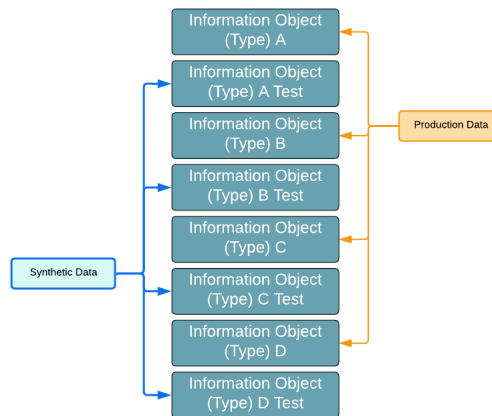 Information Object
(Type) A
Information Object
(Type) A Test
Information Object
(Type) B
Production Data
Information Object
(Type) B Test
Information Object
(Type) C
Synthetic Data
Information Object
(Type) C Test
Information Object
(Type) D
Information Object
(Type) D Test